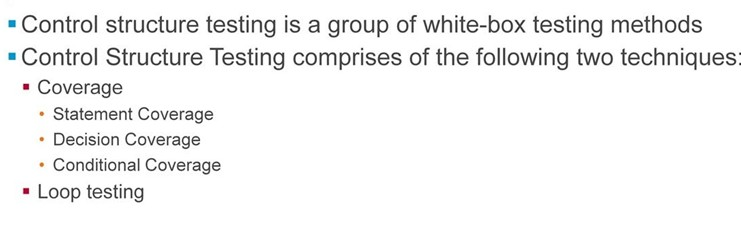 Control structure testing is a group of white-box testing methods
Control Structure Testing comprises of the following two techniques:
Coverage
Statement Coverage
Decision Coverage
Conditional Coverage
Loop testing